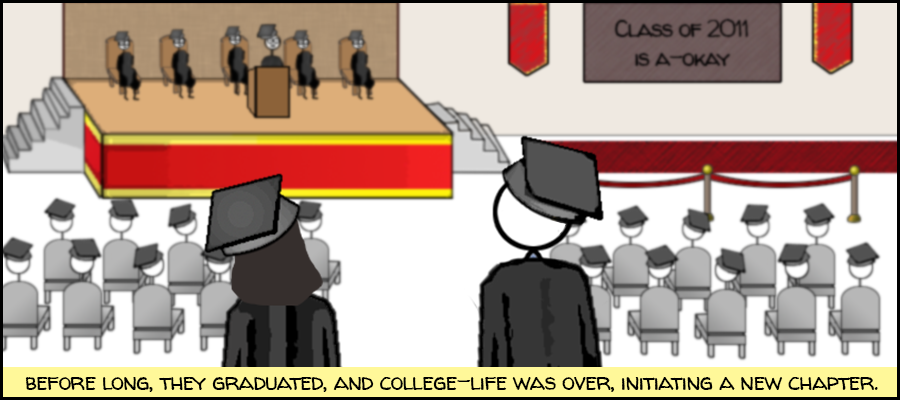 CLASS OF 2011
IS A-OKAY
BEFORE LONG, THEY GRADUATED, AND COLLEGE-LIFE WAS OVER, INITIATING A NEW CHAPTER.